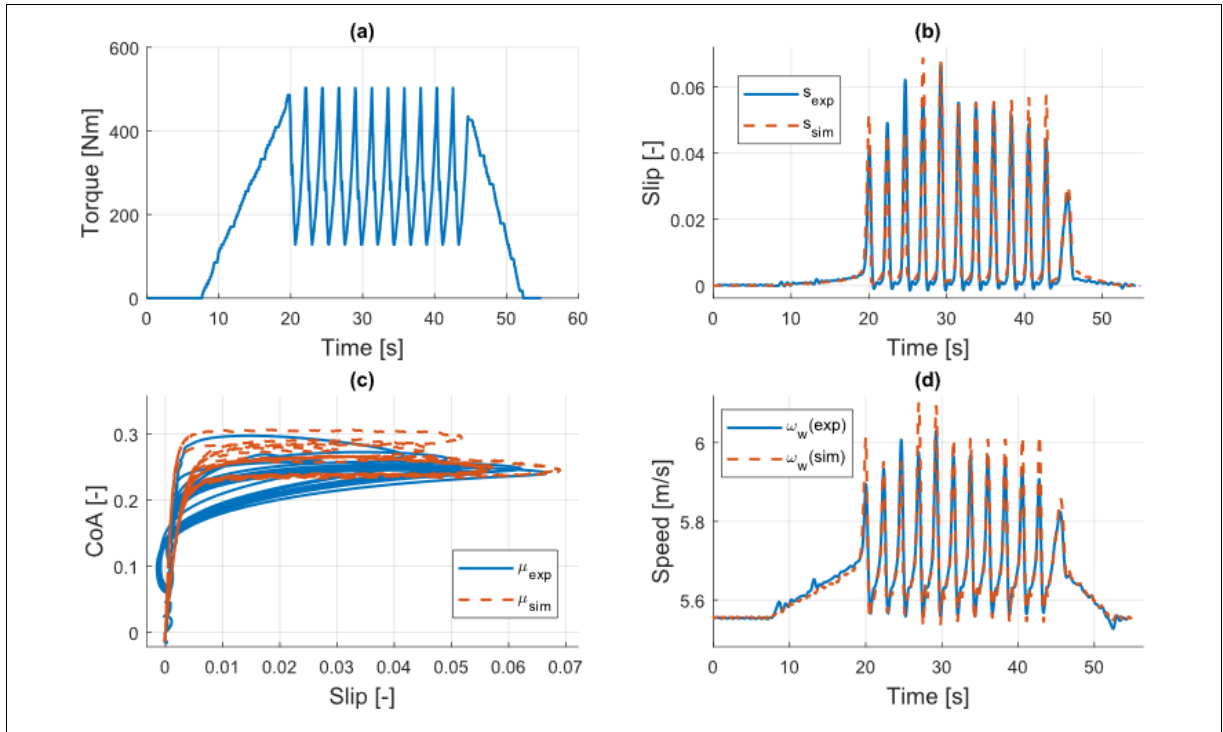 (a)
600
400
200
0
Torque [Nm]
0 10 20 30 40 50 60
Time [s]
(b)
0.06
0.04
0.02
0
Slip [-]
s_exp
s_sim
0 10 20 30 40 50
Time [s]
(c)
0.3
0.2
0.1
0
CoA [-]
μ_exp
μ_sim
0 0.01 0.02 0.03 0.04 0.05 0.06 0.07
Slip [-]
(d)
6
5.8
5.6
Speed [m/s]
ω_w(exp)
ω_w(sim)
0 10 20 30 40 50
Time [s]